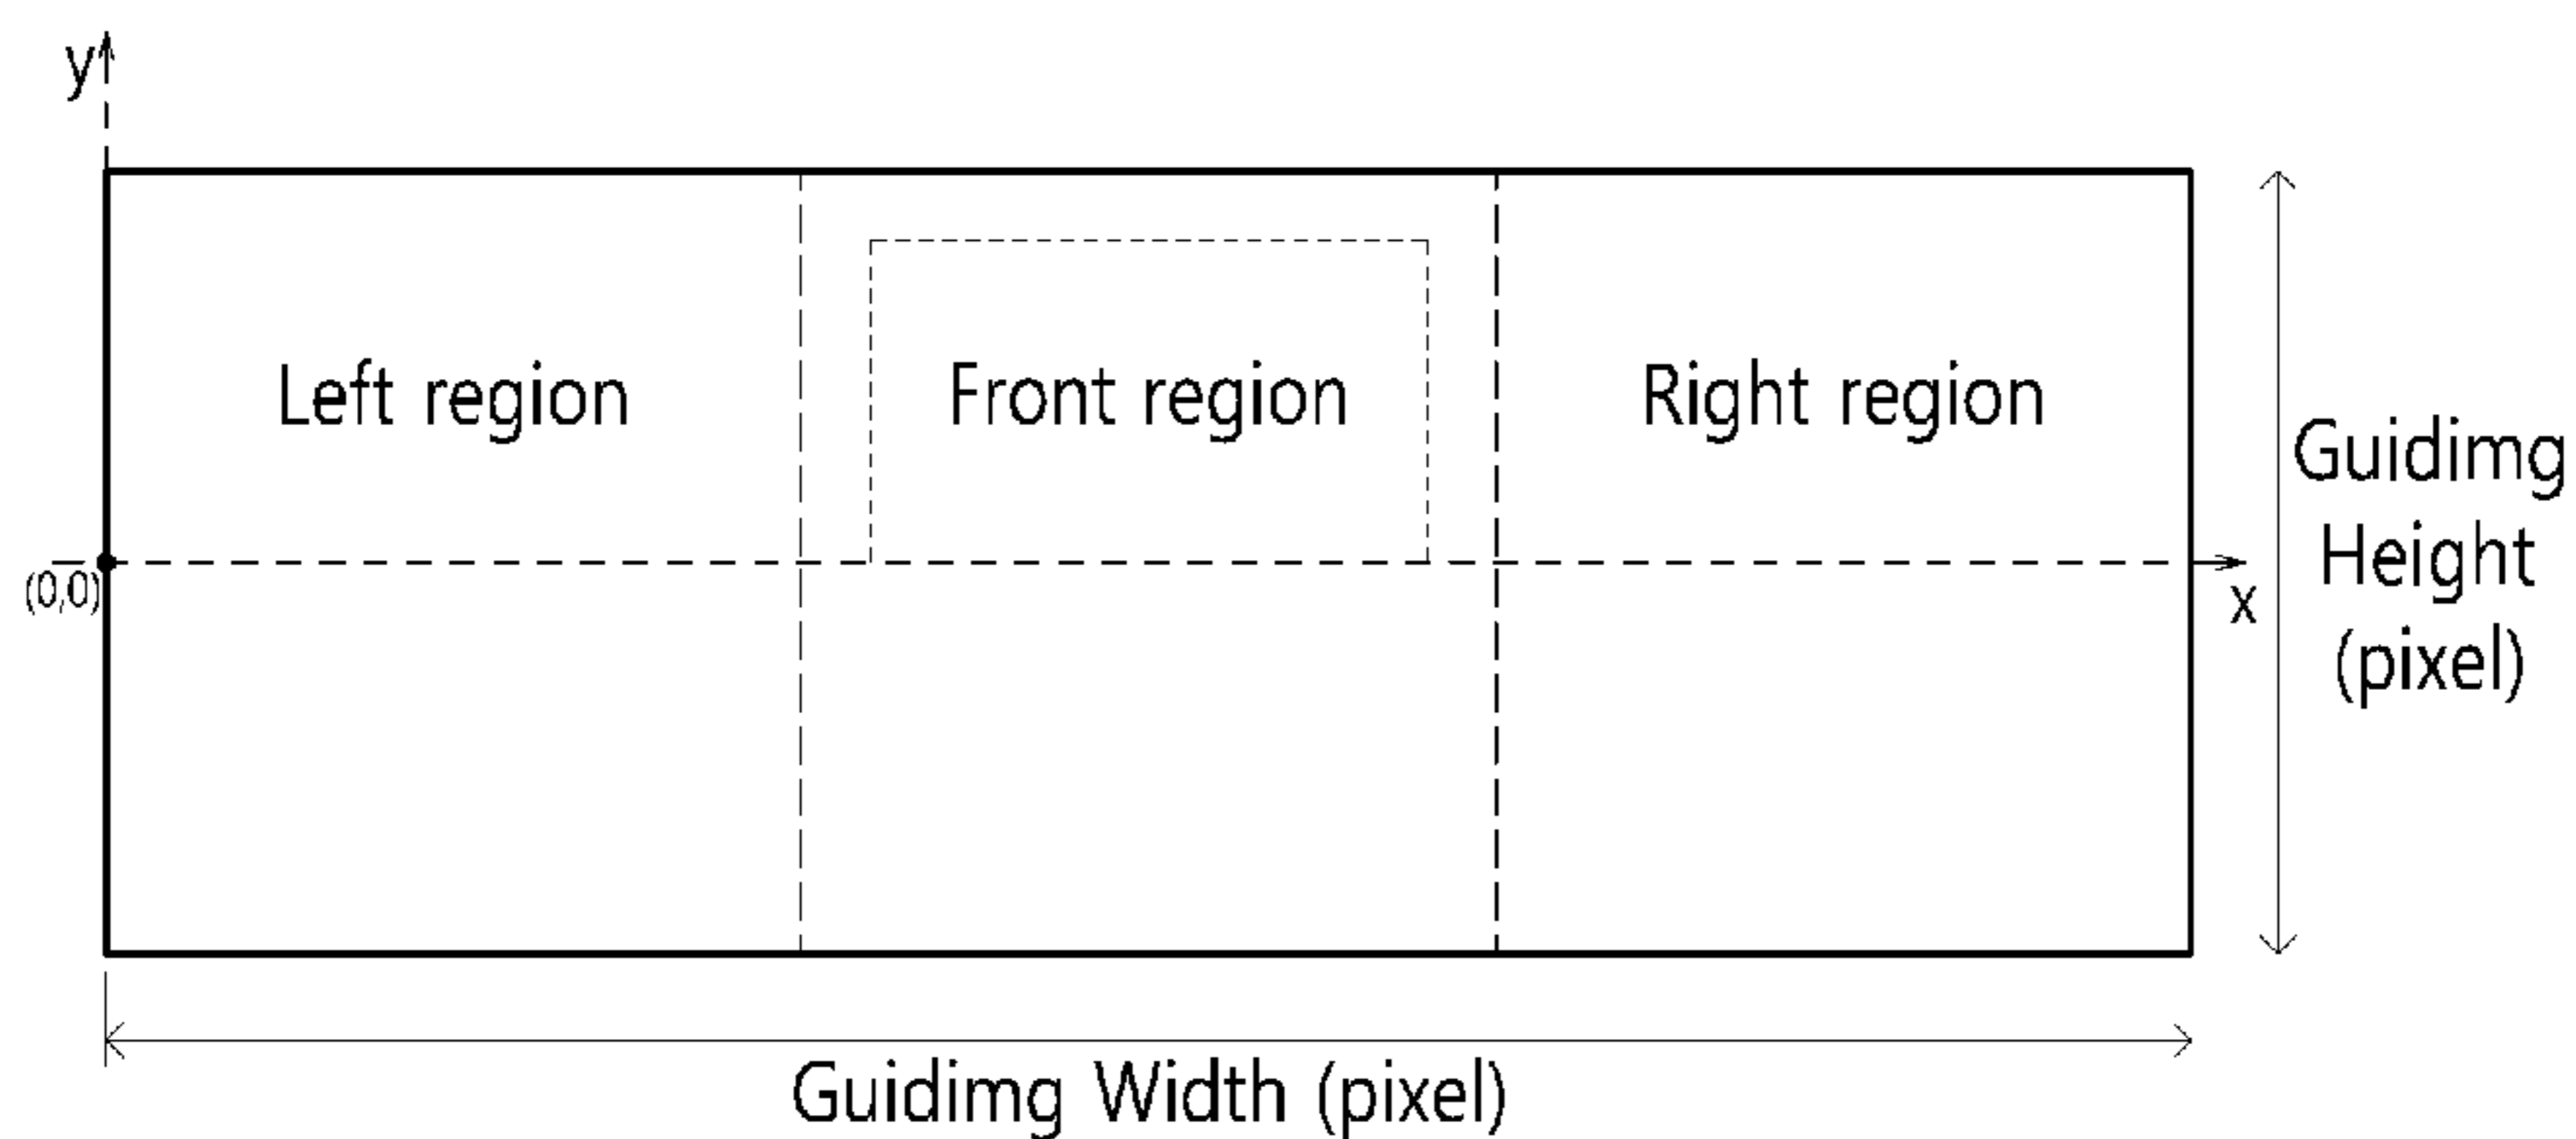 y
Left region
Front region
Right region
(0,0)
x
Guidimg
Height
(pixel)
Guidimg Width (pixel)